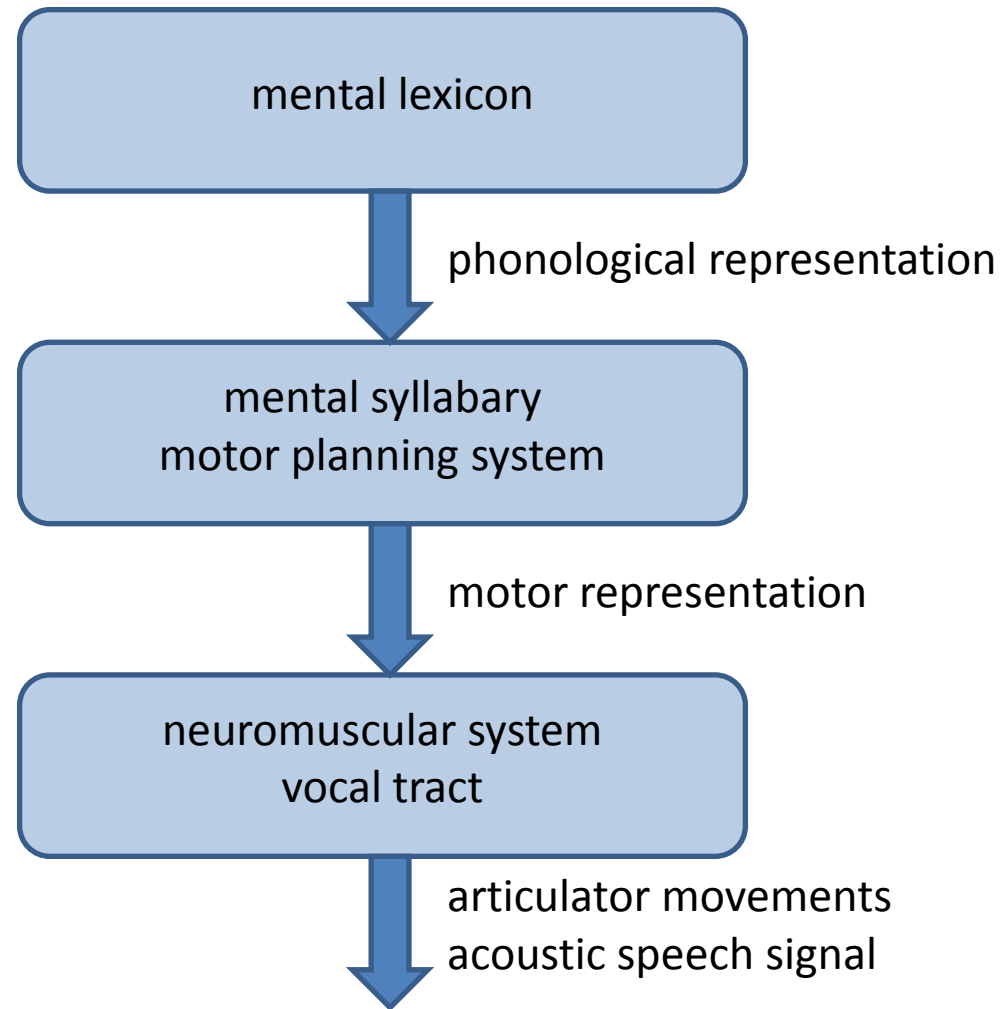 mental lexicon
phonological representation
mental syllabary
motor planning system
motor representation
neuromuscular system
vocal tract
articulator movements
acoustic speech signal